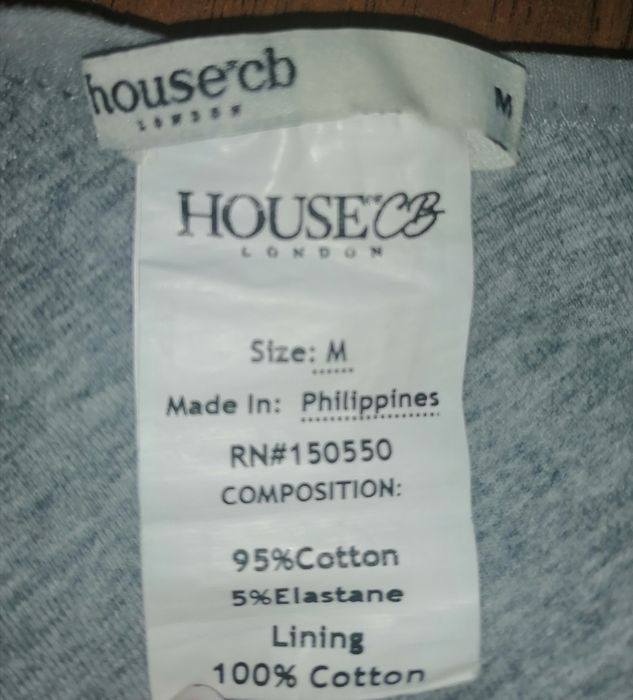 house cb
LONDON
M
HOUSE CB
LONDON
Size: M
Made In: Philippines
RN#150550
COMPOSITION:
95%Cotton
5%Elastane
Lining
100% Cotton